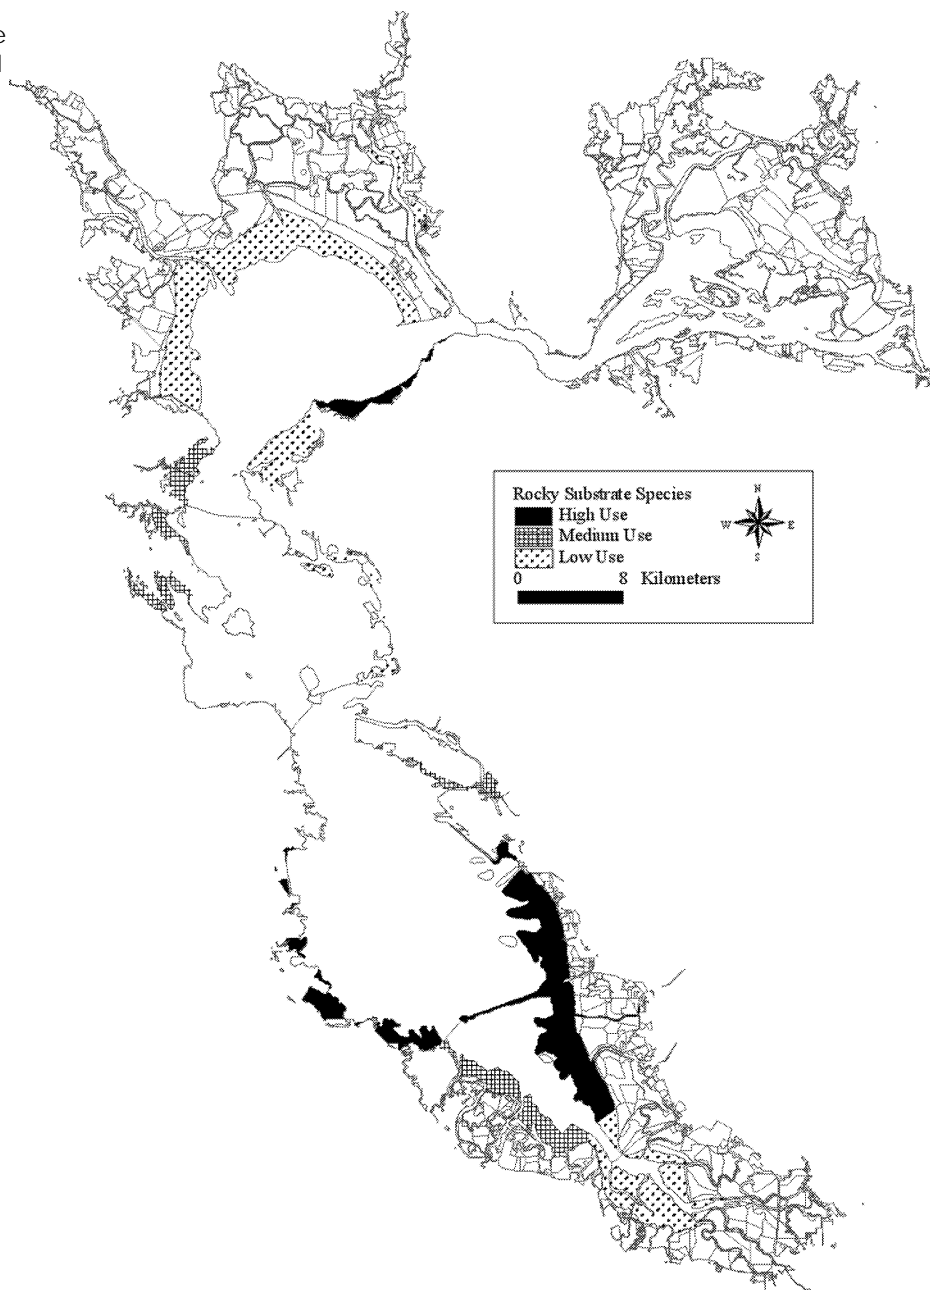 e
Rocky Substrate Species
High Use
Medium Use
Low Use
0 8 Kilometers
N
W E
S